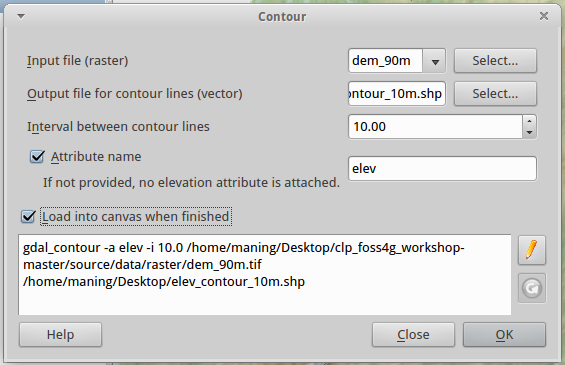 Contour
Input file (raster) dem_90m Select...
Output file for contour lines (vector) ontour_10m.shp Select...
Interval between contour lines 10.00
Attribute name
If not provided, no elevation attribute is attached. elev
Load into canvas when finished
gdal_contour -a elev -i 10.0 /home/maning/Desktop/clp_foss4g_workshop-
master/source/data/raster/dem_90m.tif
/home/maning/Desktop/elev_contour_10m.shp
Help Close OK